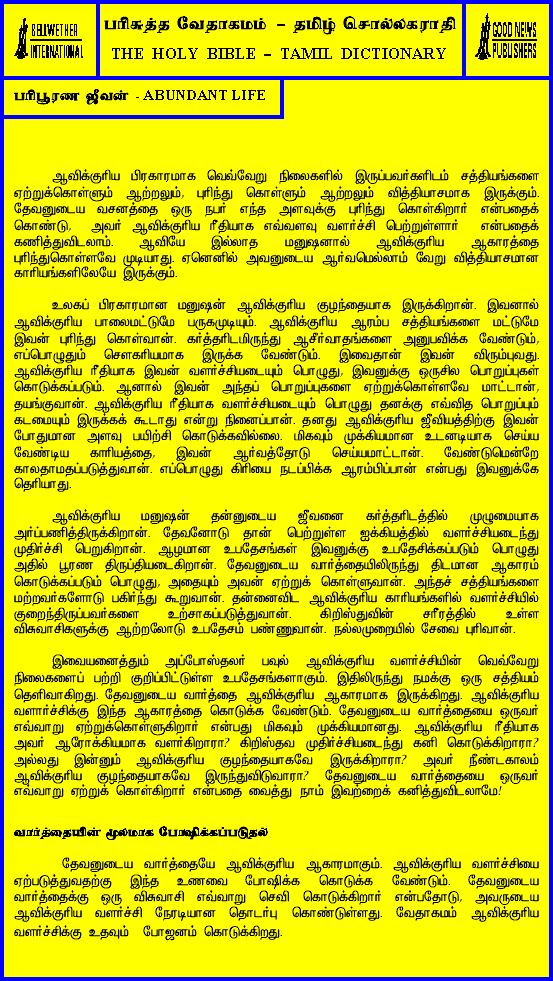 BELLWETHER
INTERNATIONAL
பரிசுத்த வேதாகமம் – தமிழ் சொல்லகராதி
THE HOLY BIBLE – TAMIL DICTIONARY
GOOD NEWS
PUBLISHERS
பரிபூரண ஜீவன் - ABUNDANT LIFE
ஆவிக்குரிய பிரகாரமாக வெவ்வேறு நிலைகளில் இருப்பவர்களிடம் சத்தியங்களை
ஏற்றுக்கொள்ளும் ஆற்றலும், புரிந்து கொள்ளும் ஆற்றலும் வித்தியாசமாக இருக்கும்.
தேவனுடைய வசனத்தை ஒரு நபர் எந்த அளவுக்கு புரிந்து கொள்கிறார் என்பதைக்
கொண்டு, அவர் ஆவிக்குரிய ரீதியாக எவ்வளவு வளர்ச்சி பெற்றுள்ளார் என்பதைக்
கணித்துவிடலாம். ஆவியே இல்லாத மனுஷனால் ஆவிக்குரிய ஆகாரத்தை
புரிந்துகொள்ளவே முடியாது. ஏனெனில் அவனுடைய ஆர்வமெல்லாம் வேறு வித்தியாசமான
காரியங்களிலேயே இருக்கும்.
உலகப் பிரகாரமான மனுஷன் ஆவிக்குரிய குழந்தையாக இருக்கிறான். இவனால்
ஆவிக்குரிய பாலைமட்டுமே பருகமுடியும். ஆவிக்குரிய ஆரம்ப சத்தியங்களை மட்டுமே
இவன் புரிந்து கொள்வான். கர்த்தரிடமிருந்து ஆசீர்வாதங்களை அனுபவிக்க வேண்டும்,
எப்பொழுதும் சௌகரியமாக இருக்க வேண்டும். இவைதான் இவன் விரும்புவது.
ஆவிக்குரிய ரீதியாக இவன் வளர்ச்சியடையும் பொழுது, இவனுக்கு ஒருசில பொறுப்புகள்
கொடுக்கப்படும். ஆனால் இவன் அந்தப் பொறுப்புகளை ஏற்றுக்கொள்ளவே மாட்டான்,
தயங்குவான். ஆவிக்குரிய ரீதியாக வளர்ச்சியடையும் பொழுது தனக்கு எவ்வித பொறுப்பும்
கடமையும் இருக்கக் கூடாது என்று நினைப்பான். தனது ஆவிக்குரிய ஜீவியத்திற்கு இவன்
போதுமான அளவு பயிற்சி கொடுக்கவில்லை. மிகவும் முக்கியமான உடனடியாக செய்ய
வேண்டிய காரியத்தை, இவன் ஆர்வத்தோடு செய்யமாட்டான். வேண்டுமென்றே
காலதாமதப்படுத்துவான். எப்பொழுது கிரியை நடப்பிக்க ஆரம்பிப்பான் என்பது இவனுக்கே
தெரியாது.
ஆவிக்குரிய மனுஷன் தன்னுடைய ஜீவனை கர்த்தரிடத்தில் முழுமையாக
அர்ப்பணித்திருக்கிறான். தேவனோடு தான் பெற்றுள்ள ஐக்கியத்தில் வளர்ச்சியடைந்து
முதிர்ச்சி பெறுகிறான். ஆழமான உபதேசங்கள் இவனுக்கு உபதேசிக்கப்படும் பொழுது
அதில் பூரண திருப்தியடைகிறான். தேவனுடைய வார்த்தையிலிருந்து திடமான ஆகாரம்
கொடுக்கப்படும் பொழுது, அதையும் அவன் ஏற்றுக் கொள்ளுவான். அந்தச் சத்தியங்களை
மற்றவர்களோடு பகிர்ந்து கூறுவான். தன்னைவிட ஆவிக்குரிய காரியங்களில் வளர்ச்சியில்
குறைந்திருப்பவர்களை உற்சாகப்படுத்துவான். கிறிஸ்துவின் சரீரத்தில் உள்ள
விசுவாசிகளுக்கு ஆற்றலோடு உபதேசம் பண்ணுவான். நல்லமுறையில் சேவை புரிவான்.
இவையனைத்தும் அப்போஸ்தலர் பவுல் ஆவிக்குரிய வளர்ச்சியின் வெவ்வேறு
நிலைகளைப் பற்றி குறிப்பிட்டுள்ள உபதேசங்களாகும். இதிலிருந்து நமக்கு ஒரு சத்தியம்
தெளிவாகிறது. தேவனுடைய வார்த்தை ஆவிக்குரிய ஆகாரமாக இருக்கிறது. ஆவிக்குரிய
வளார்ச்சிக்கு இந்த ஆகாரத்தை கொடுக்க வேண்டும். தேவனுடைய வார்த்தையை ஒருவர்
எவ்வாறு ஏற்றுக்கொள்ளுகிறார் என்பது மிகவும் முக்கியமானது. ஆவிக்குரிய ரீதியாக
அவர் ஆரோக்கியமாக வளர்கிறாரா? கிறிஸ்தவ முதிர்ச்சியடைந்து கனி கொடுக்கிறாரா?
அல்லது இன்னும் ஆவிக்குரிய குழந்தையாகவே இருக்கிறாரா? அவர் நீண்டகாலம்
ஆவிக்குரிய குழந்தையாகவே இருந்துவிடுவாரா? தேவனுடைய வார்த்தையை ஒருவர்
எவ்வாறு ஏற்றுக் கொள்கிறார் என்பதை வைத்து நாம் இவற்றைக் கனித்துவிடலாமே!
வார்த்தையின் மூலமாக போஷிக்கப்படுதல்
தேவனுடைய வார்த்தையே ஆவிக்குரிய ஆகாரமாகும். ஆவிக்குரிய வளர்ச்சியை
ஏற்படுத்துவதற்கு இந்த உணவை போஷிக்க கொடுக்க வேண்டும். தேவனுடைய
வார்த்தைக்கு ஒரு விசுவாசி எவ்வாறு செவி கொடுக்கிறார் என்பதோடு, அவருடைய
ஆவிக்குரிய வளர்ச்சி நேரடியான தொடர்பு கொண்டுள்ளது. வேதாகமம் ஆவிக்குரிய
வளர்ச்சிக்கு உதவும் போஜனம் கொடுக்கிறது.